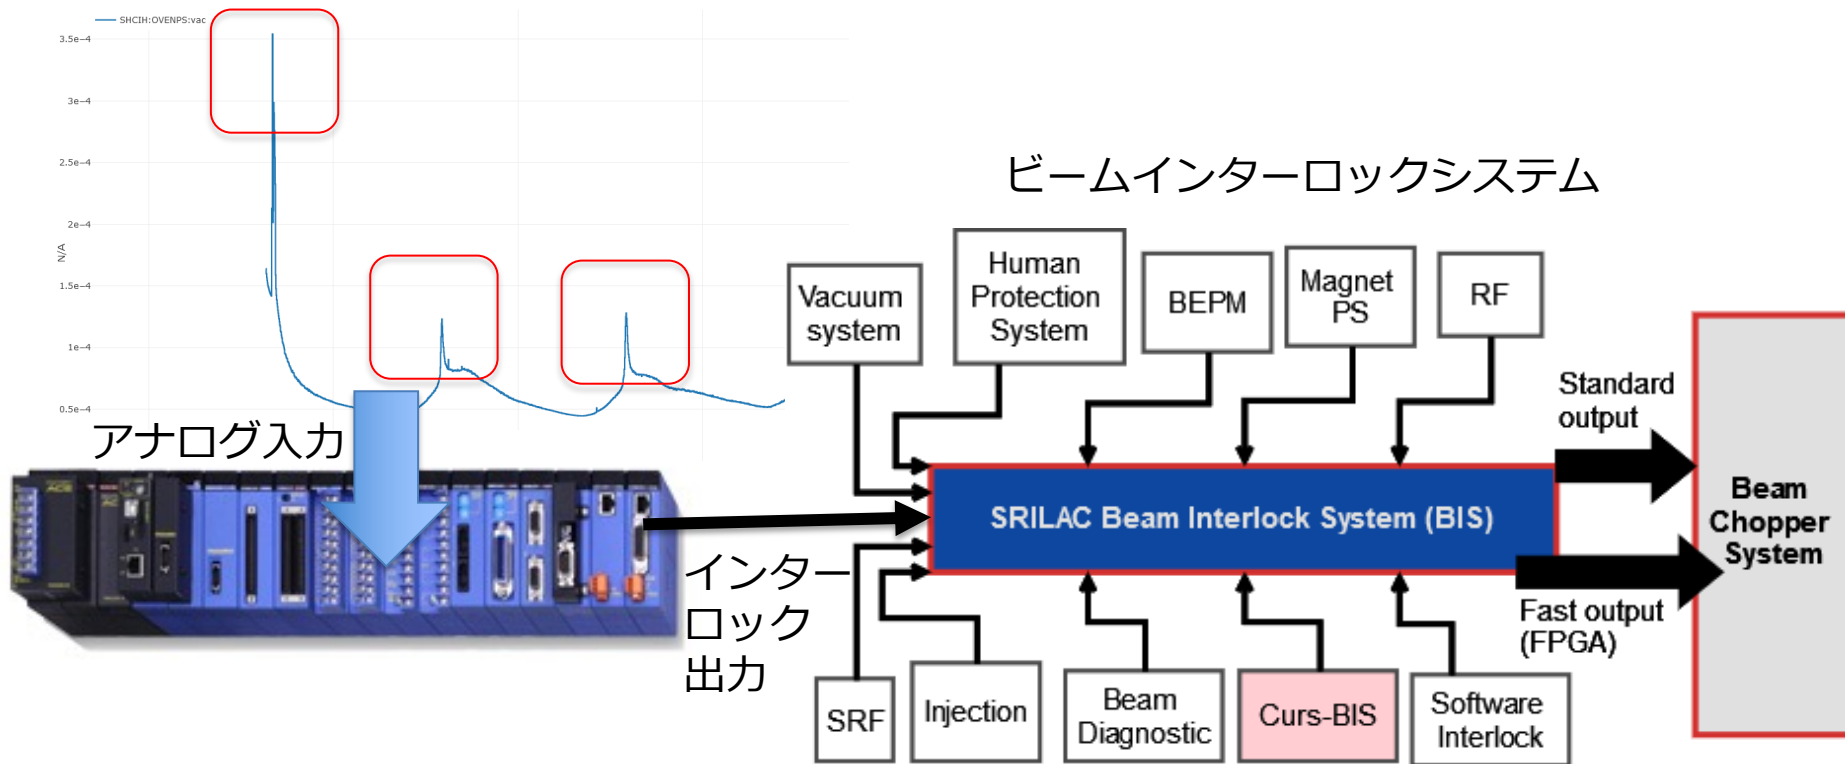 SHCIH:OVENPS:vac
3.5e−4
3e−4
2.5e−4
2e−4
N/A
1.5e−4
1e−4
0.5e−4
アナログ入力
インター
ロック
出力
ビームインターロックシステム
Vacuum
system
Human
Protection
System
BEPM
Magnet
PS
RF
Standard
output
SRILAC Beam Interlock System (BIS)
Beam
Chopper
System
Fast output
(FPGA)
SRF
Injection
Beam
Diagnostic
Curs-BIS
Software
Interlock